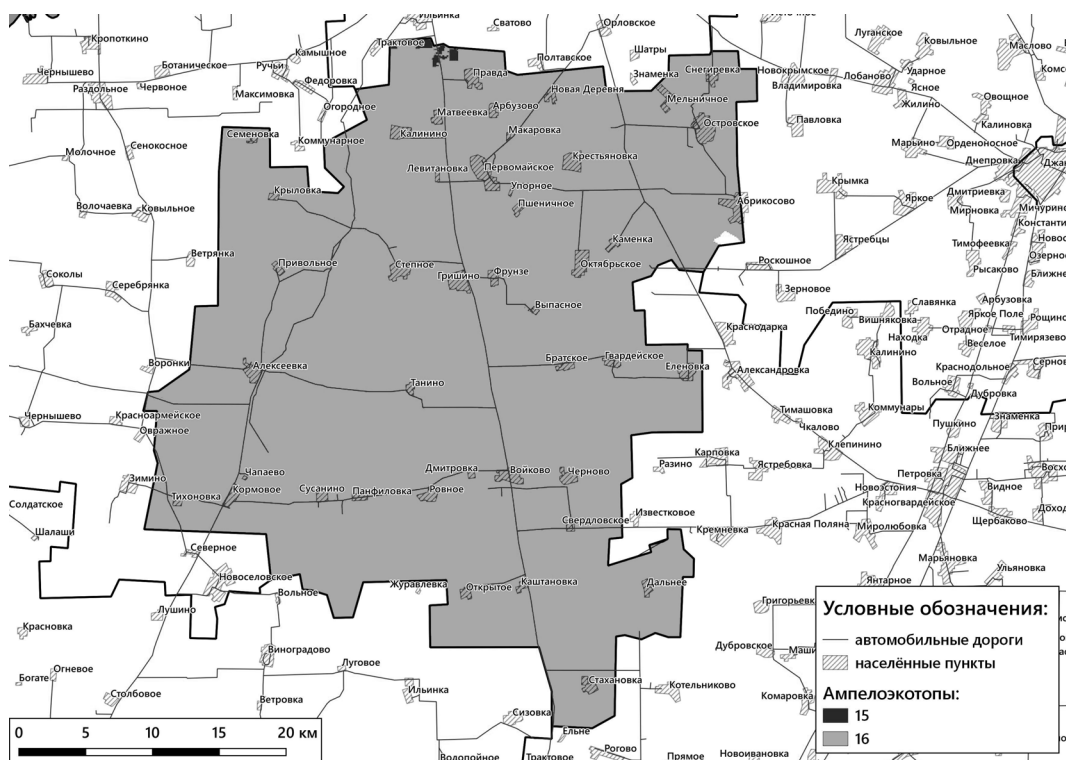 Ильинка
Сватово
Орловское
Кропоткино
Трактовое
Луганское
Ковыльное
Маслово
Камышное
Шатры
Чернышево
Ботаническое
Ручьи
Полтавское
Снегиревка
Новокрымское
Лобаново
Ударное
Раздольное
Червоное
Федоровка
Правда
Знаменка
Владимировка
Ясное
Максимовка
Новая Деревня
Мельничное
Жилино
Овощное
Огородное
Матвеевка
Арбузово
Семеновка
Калинино
Макаровка
Островское
Павловка
Калиновка
Молочное
Сенокосное
Коммунарное
Марьино
Орденоносное
Левитановка
Первомайское
Крестьяновка
Днепровка
Крыловка
Упорное
Крымка
Дмитриевка
Волочаевка
Ковыльное
Пшеничное
Абрикосово
Яркое
Мирновка
Мичурино
Каменка
Ястребцы
Тимофеевка
Ветрянка
Соколы
Привольное
Степное
Гришино
Фрунзе
Октябрьское
Роскошное
Рысаково
Озерное
Ближнее
Серебрянка
Зерновое
Выпасное
Победино
Славянка
Арбузовка
Бахчевка
Краснодарка
Вишняковка
Яркое Поле
Рощино
Находка
Отрадное
Веселое
Тимирязево
Воронки
Алексеевка
Братское
Гвардейское
Еленовка
Александровка
Калинино
Краснодольное
Танино
Вольное
Дубровка
Чернышево
Красноармейское
Тимашовка
Коммунары
Знаменка
Овражное
Чкалово
Пушкино
Клепинино
Ближнее
Зимино
Чапаево
Дмитровка
Войково
Черново
Разино
Карповка
Ястребовка
Петровка
Солдатское
Тихоновка
Кормовое
Сусанино
Панфиловка
Ровное
Новоэстония
Видное
Красногвардейское
Шалаши
Свердловское
Известковое
Красная Поляна
Щербаково
Кремневка
Миролюбовка
Северное
Марьяновка
Новоселовское
Журавлевка
Открытое
Каштановка
Дальнее
Янтарное
Ульяновка
Вольное
Лушино
Григорьевка
Красновка
Виноградово
Дубровское
Огневое
Богате
Луговое
Столбовое
Ильинка
Стахановка
Котельниково
Комаровка
Ветровка
Сизовка
Ёльне
Водопойное
Трактовое
Рогово
Прямое
Новоивановка
Условные обозначения:
автомобильные дороги
населённые пункты
Ампелоэкотопы:
15
16
0 5 10 15 20 км